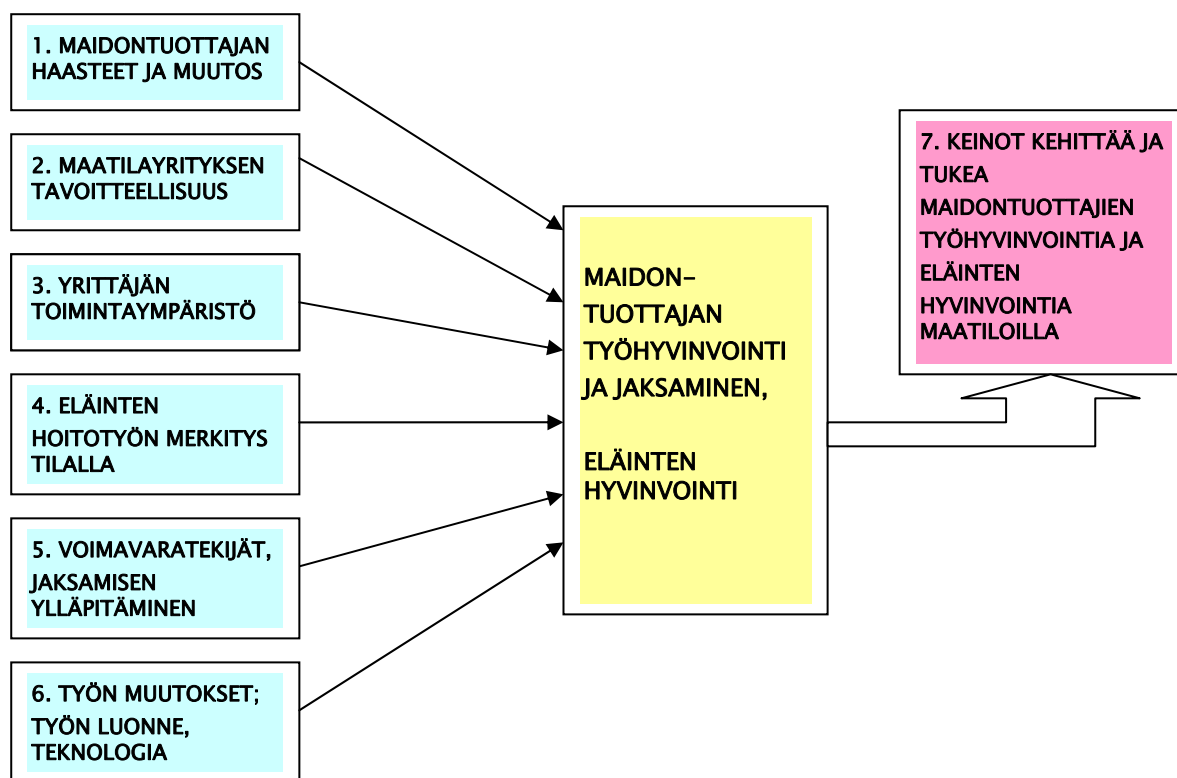 1. MAIDONTUOTTAJAN
HAASTEET JA MUUTOS
2. MAATILAYRITYKSEN
TAVOITTEELLISUUS
3. YRITTÄJÄN
TOIMINTAYMPÄRISTÖ
4. ELÄINTEN
HOITOTYÖN MERKITYS
TILALLA
5. VOIMAVARATEKIJÄT,
JAKSAMISEN
YLLÄPITÄMINEN
6. TYÖN MUUTOKSET;
TYÖN LUONNE,
TEKNOLOGIA
MAIDON-
TUOTTAJAN
TYÖHYVINVOINTI
JA JAKSAMINEN,
ELÄINTEN
HYVINVOINTI
7. KEINOT KEHITTÄÄ JA
TUKEA
MAIDONTUOTTAJIEN
TYÖHYVINVOINTIA JA
ELÄINTEN
HYVINVOINTIA
MAATILOILLA